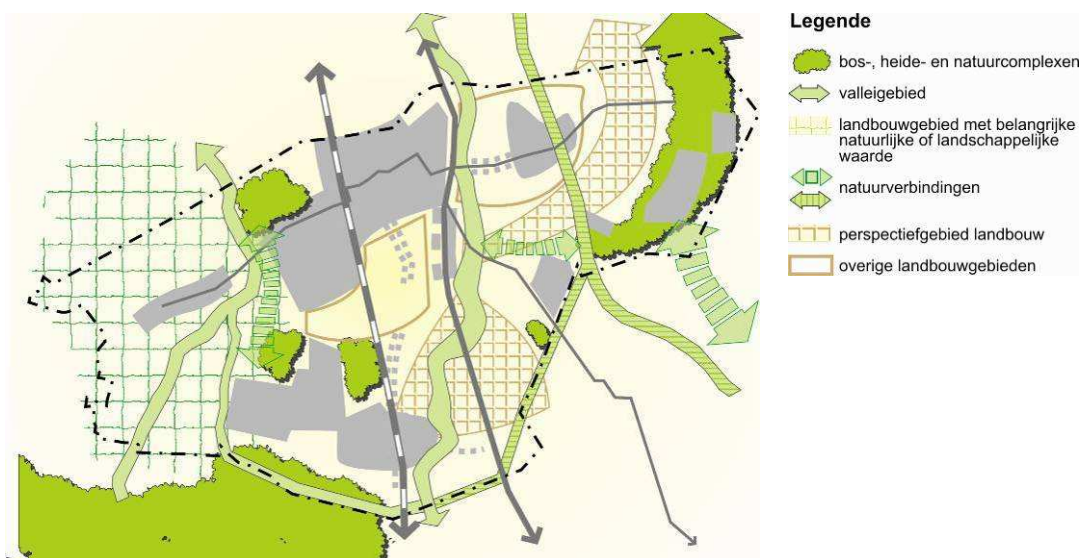 Legende
bos-, heide- en natuurcomplexen
valleigebied
landbouwgebied met belangrijke
natuurlijke of landschappelijke
waarde
natuurverbindingen
perspectiefgebied landbouw
overige landbouwgebieden